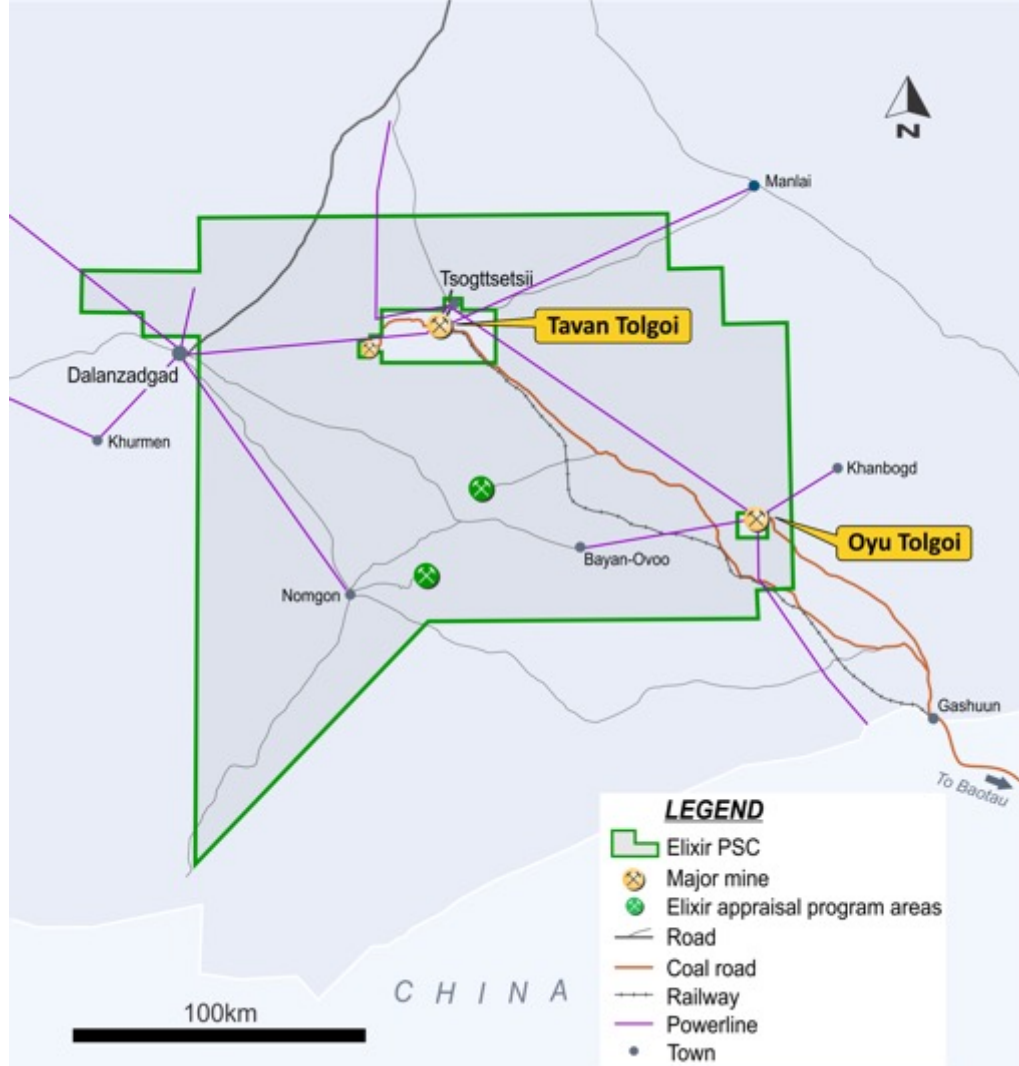 N
Manlai
Tsogttsetsii
Tavan Tolgoi
Dalanzadgad
Khurmen
Khanbogd
Oyu Tolgoi
Bayan-Ovoo
Nomgon
Gashuun
To Baotau
LEGEND
Elixir PSC
Major mine
Elixir appraisal program areas
Road
Coal road
Railway
Powerline
Town
CHINA
100km